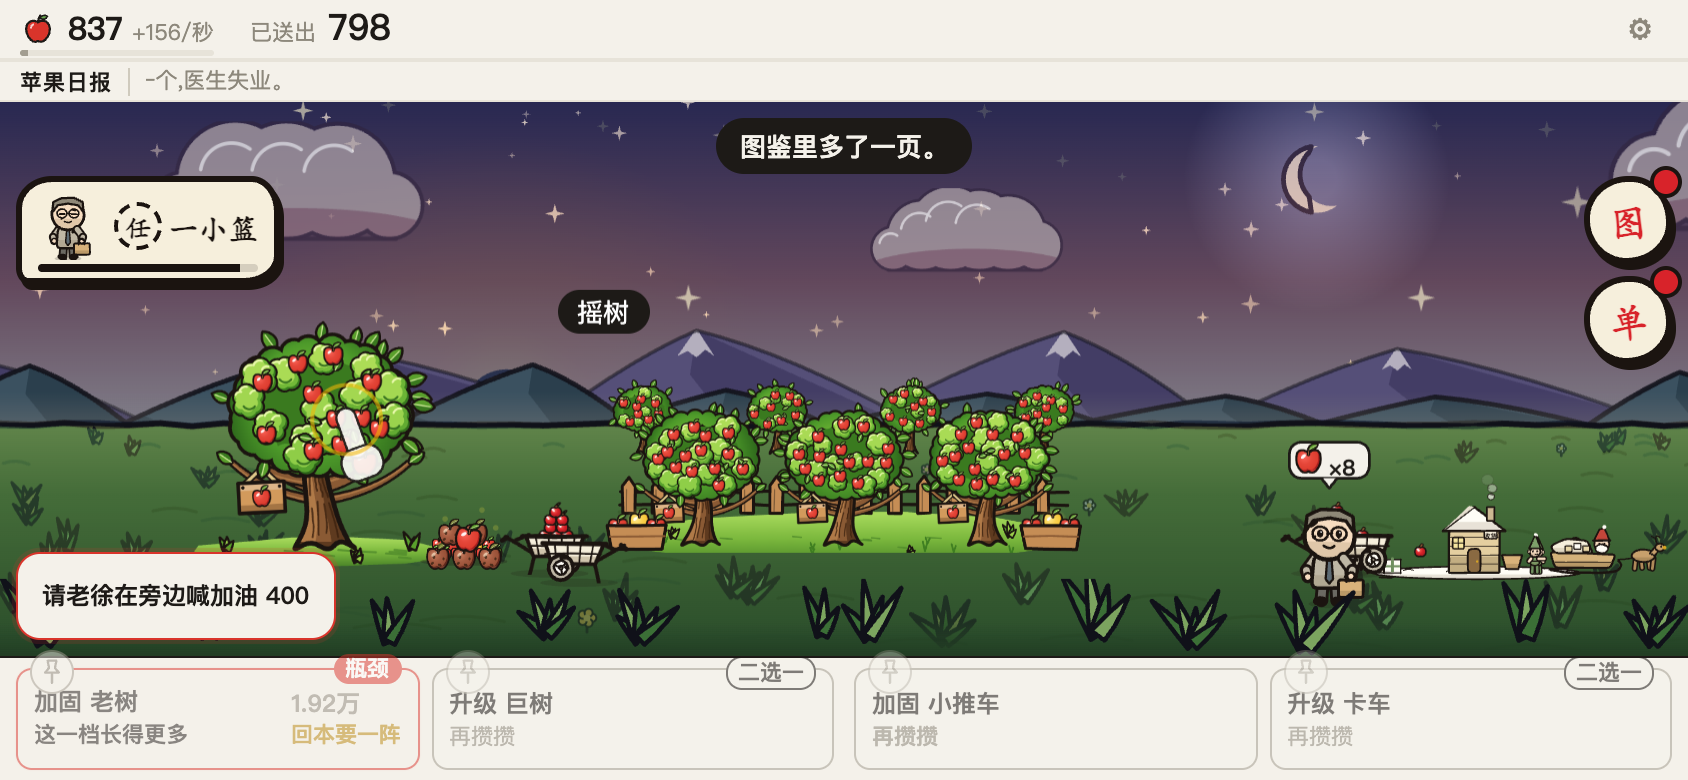 837 +156/秒 已送出 798
苹果日报 一个,医生失业。
图鉴里多了一页。
任 一小篮
图
单
摇树
×8
请老徐在旁边喊加油 400
瓶颈
加固 老树 1.92万
这一档长得更多 回本要一阵
二选一
升级 巨树
再攒攒
加固 小推车
再攒攒
二选一
升级 卡车
再攒攒